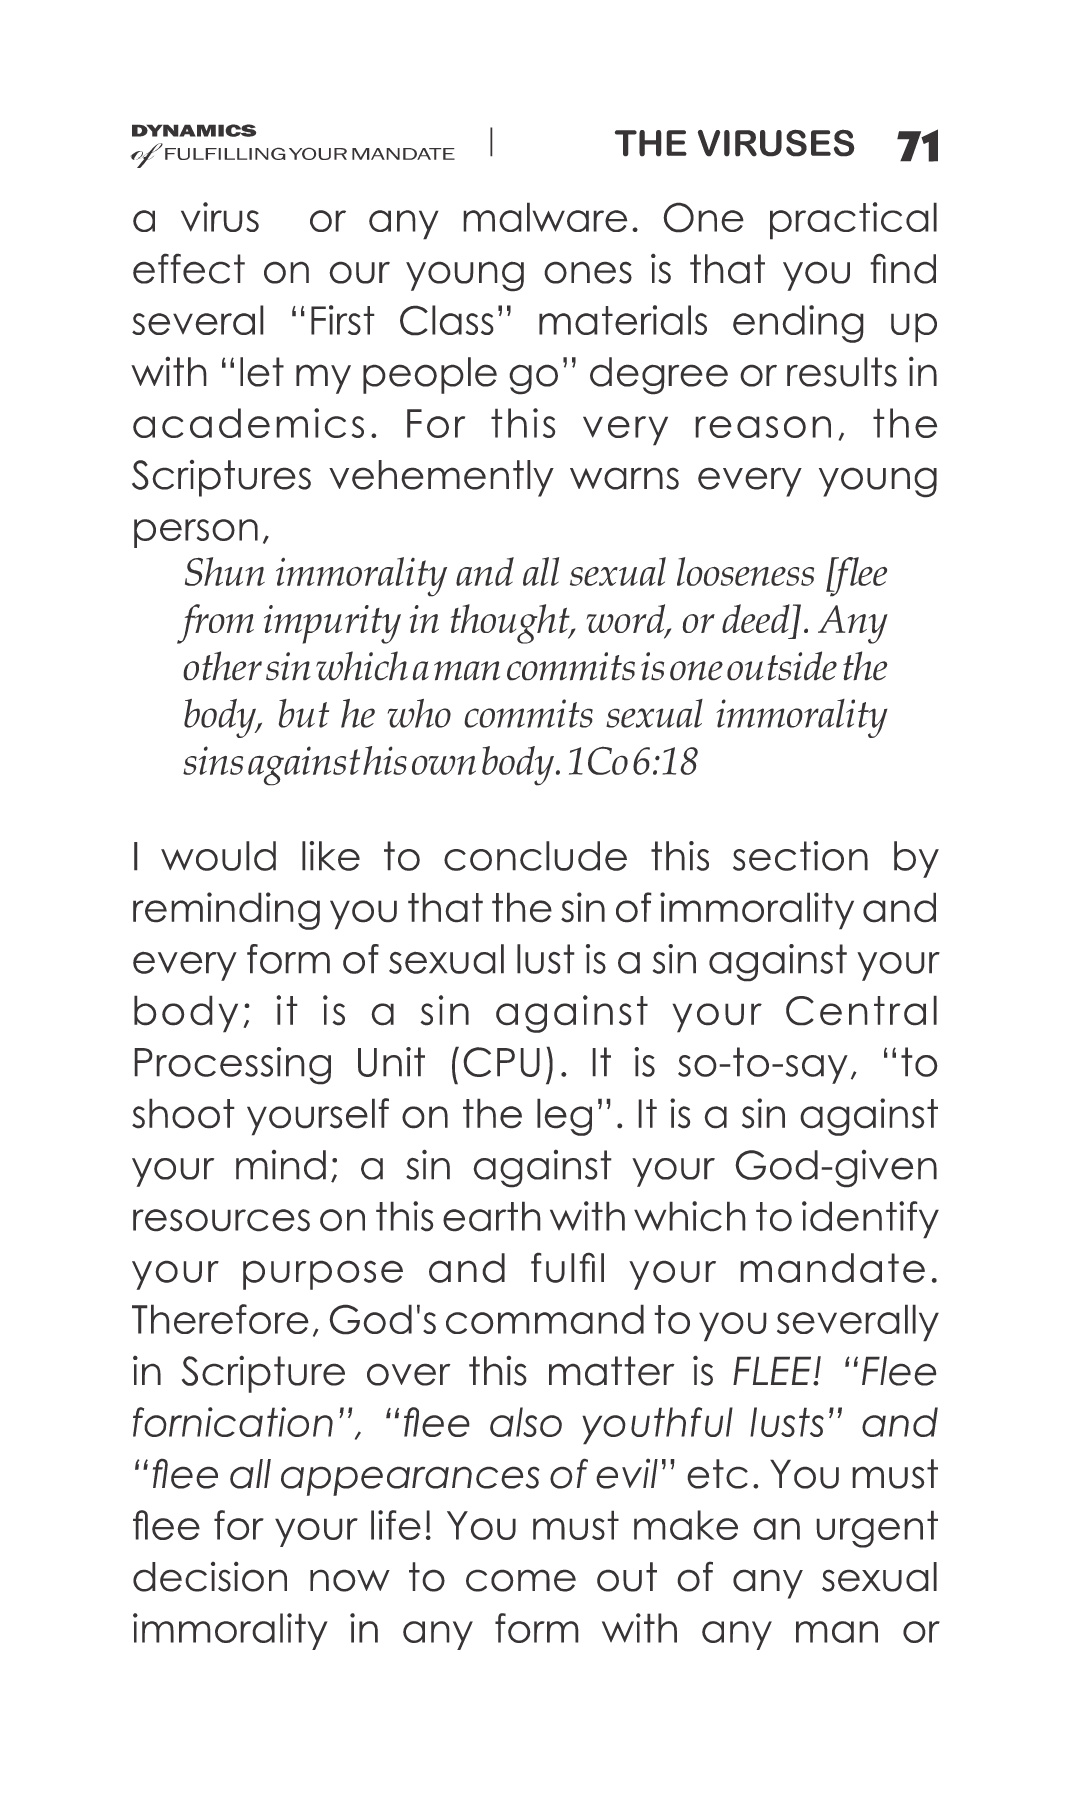 DYNAMICS
of FULFILLING YOUR MANDATE
THE VIRUSES 71
a virus or any malware. One practical
effect on our young ones is that you find
several “First Class” materials ending up
with “let my people go” degree or results in
academics. For this very reason, the
Scriptures vehemently warns every young
person,
Shun immorality and all sexual looseness [flee
from impurity in thought, word, or deed]. Any
other sin which a man commits is one outside the
body, but he who commits sexual immorality
sins against his own body. 1Co 6:18
I would like to conclude this section by
reminding you that the sin of immorality and
every form of sexual lust is a sin against your
body; it is a sin against your Central
Processing Unit (CPU). It is so-to-say, “to
shoot yourself on the leg”. It is a sin against
your mind; a sin against your God-given
resources on this earth with which to identify
your purpose and fulfil your mandate.
Therefore, God's command to you severally
in Scripture over this matter is FLEE! “Flee
fornication”, “flee also youthful lusts” and
“flee all appearances of evil” etc. You must
flee for your life! You must make an urgent
decision now to come out of any sexual
immorality in any form with any man or